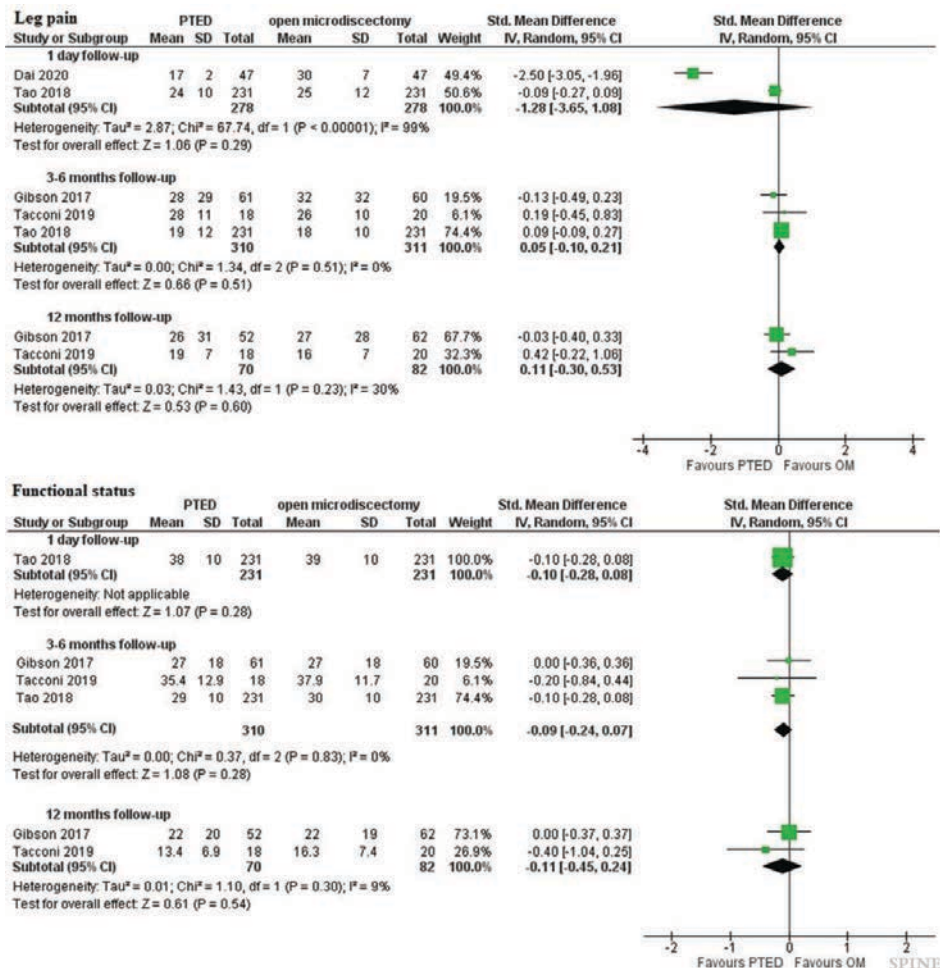 Leg pain PTED open microdiscectomy Std. Mean Difference Std. Mean Difference
Study or Subgroup Mean SD Total Mean SD Total Weight IV, Random, 95% CI IV, Random, 95% CI
1 day follow-up
Dai 2020 17 2 47 30 7 47 49.4% -2.50 [-3.05, -1.96]
Tao 2018 24 10 231 25 12 231 50.6% -0.09 [-0.27, 0.09]
Subtotal (95% CI) 278 278 100.0% -1.28 [-3.65, 1.08]
Heterogeneity: Tau² = 2.87; Chi² = 67.74, df = 1 (P < 0.00001); I² = 99%
Test for overall effect: Z = 1.06 (P = 0.29)
3-6 months follow-up
Gibson 2017 28 29 61 32 32 60 19.5% -0.13 [-0.49, 0.23]
Tacconi 2019 28 11 18 26 10 20 6.1% 0.19 [-0.45, 0.83]
Tao 2018 19 12 231 18 10 231 74.4% 0.09 [-0.09, 0.27]
Subtotal (95% CI) 310 311 100.0% 0.05 [-0.10, 0.21]
Heterogeneity: Tau² = 0.00; Chi² = 1.34, df = 2 (P = 0.51); I² = 0%
Test for overall effect: Z = 0.66 (P = 0.51)
12 months follow-up
Gibson 2017 26 31 52 27 28 62 67.7% -0.03 [-0.40, 0.33]
Tacconi 2019 19 7 18 16 7 20 32.3% 0.42 [-0.22, 1.06]
Subtotal (95% CI) 70 82 100.0% 0.11 [-0.30, 0.53]
Heterogeneity: Tau² = 0.03; Chi² = 1.43, df = 1 (P = 0.23); I² = 30%
Test for overall effect: Z = 0.53 (P = 0.60)
-4 -2 0 2 4
Favours PTED Favours OM
Functional status
PTED open microdiscectomy Std. Mean Difference Std. Mean Difference
Study or Subgroup Mean SD Total Mean SD Total Weight IV, Random, 95% CI IV, Random, 95% CI
1 day follow-up
Tao 2018 38 10 231 39 10 231 100.0% -0.10 [-0.28, 0.08]
Subtotal (95% CI) 231 231 100.0% -0.10 [-0.28, 0.08]
Heterogeneity: Not applicable
Test for overall effect: Z = 1.07 (P = 0.28)
3-6 months follow-up
Gibson 2017 27 18 61 27 18 60 19.5% 0.00 [-0.36, 0.36]
Tacconi 2019 35.4 12.9 18 37.9 11.7 20 6.1% -0.20 [-0.84, 0.44]
Tao 2018 29 10 231 30 10 231 74.4% -0.10 [-0.28, 0.08]
Subtotal (95% CI) 310 311 100.0% -0.09 [-0.24, 0.07]
Heterogeneity: Tau² = 0.00; Chi² = 0.37, df = 2 (P = 0.83); I² = 0%
Test for overall effect: Z = 1.08 (P = 0.28)
12 months follow-up
Gibson 2017 22 20 52 22 19 62 73.1% 0.00 [-0.37, 0.37]
Tacconi 2019 13.4 6.9 18 16.3 7.4 20 26.9% -0.40 [-1.04, 0.25]
Subtotal (95% CI) 70 82 100.0% -0.11 [-0.45, 0.24]
Heterogeneity: Tau² = 0.01; Chi² = 1.10, df = 1 (P = 0.30); I² = 9%
Test for overall effect: Z = 0.61 (P = 0.54)
-2 -1 0 1 2
Favours PTED Favours OM SPINE